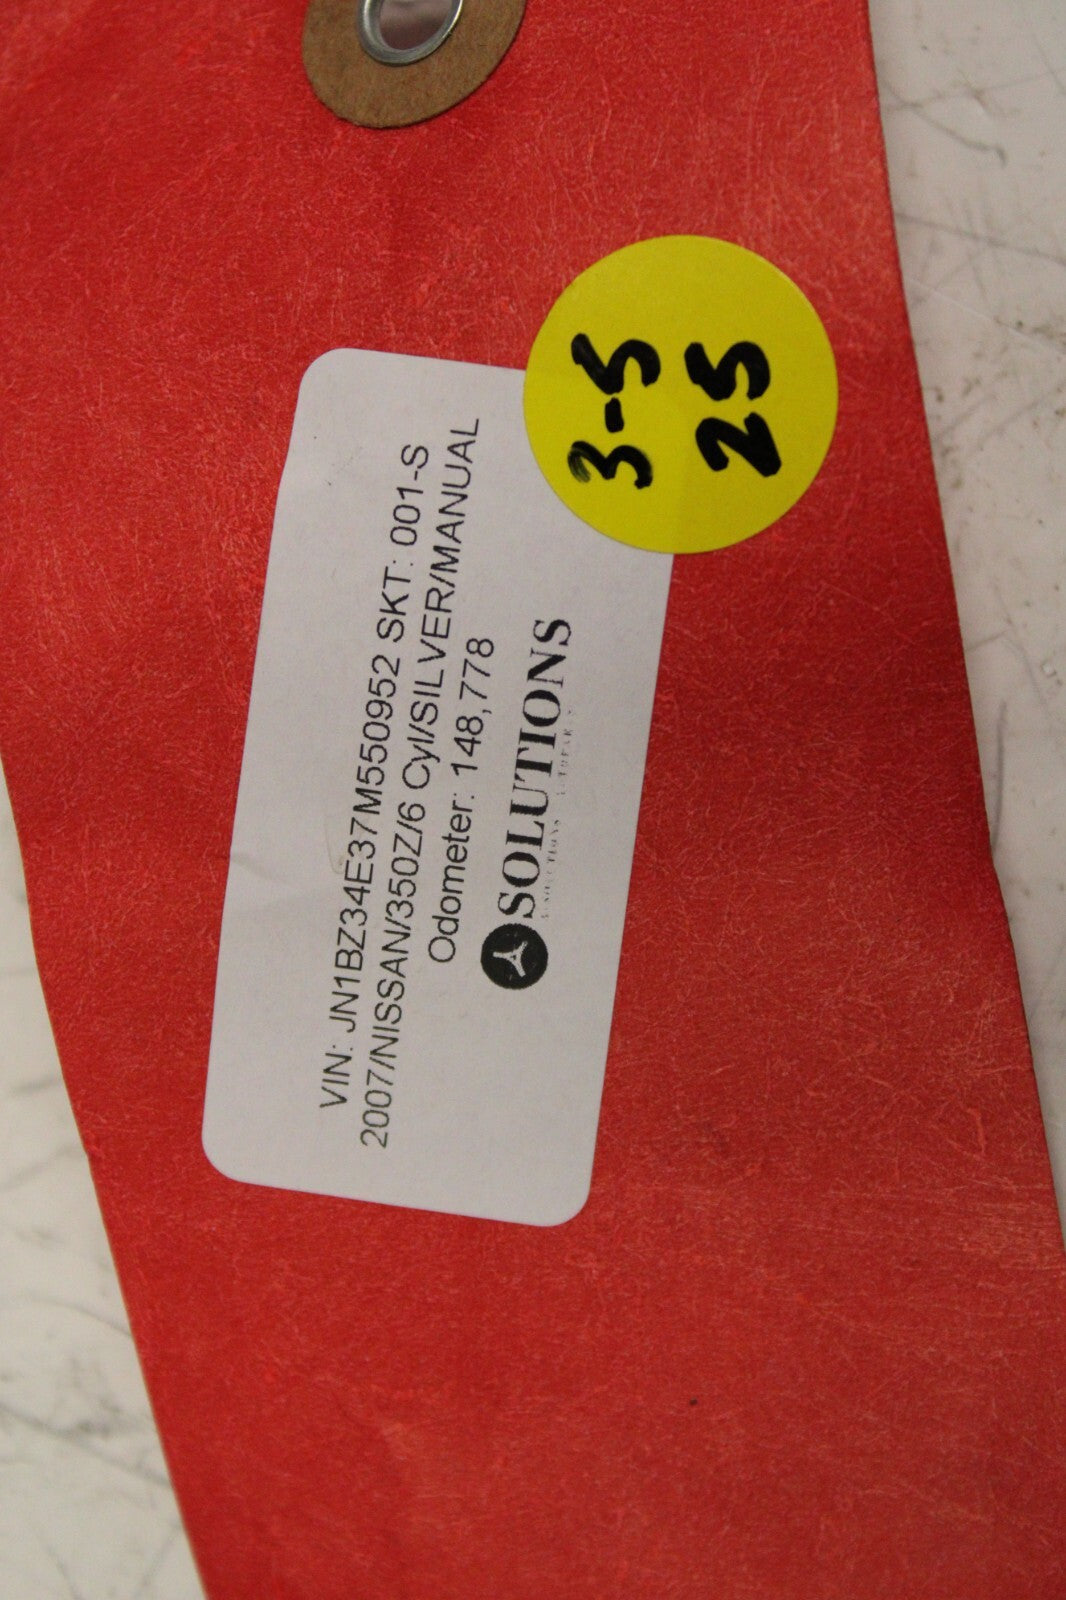 VIN: JN1BZ34E37M550952 SKT: 001-S
2007/NISSAN/350Z/6 Cyl/SILVER/MANUAL
Odometer: 148,778
SOLUTIONS
3-5
25